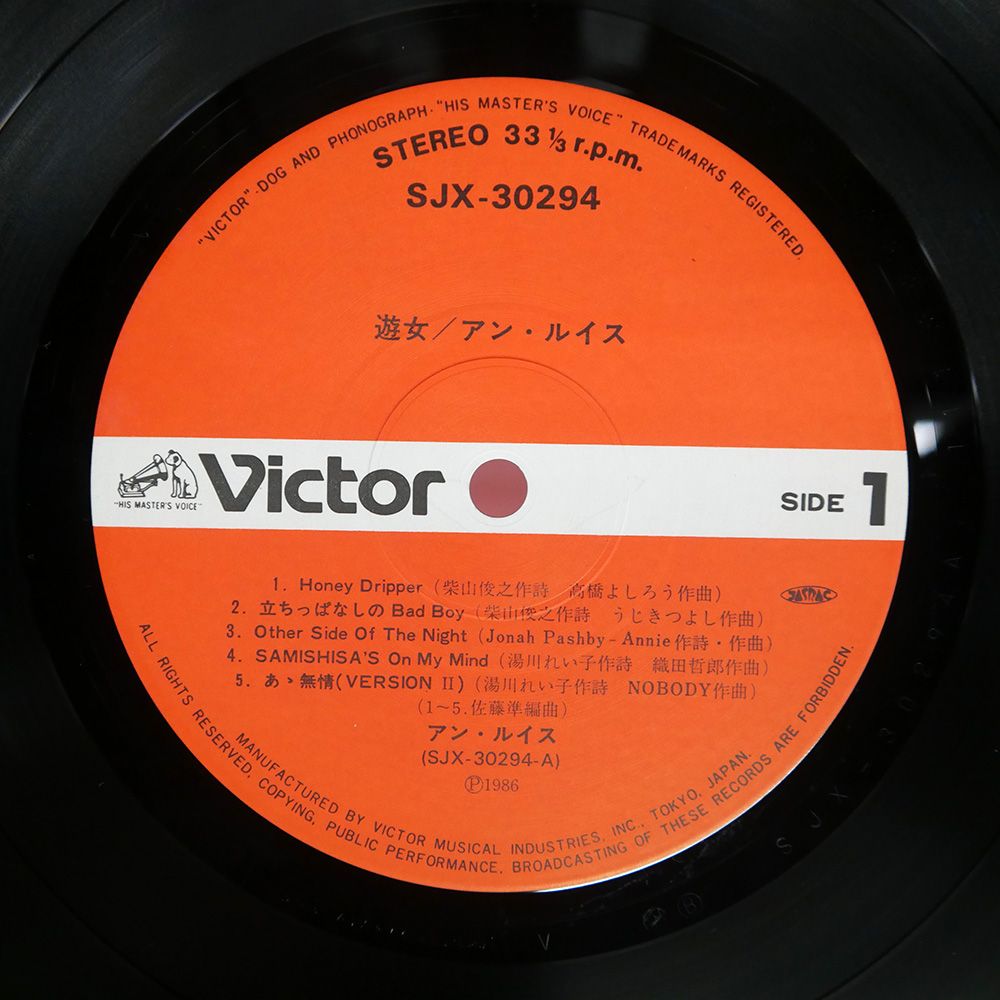 "VICTOR"-DOG AND PHONOGRAPH·"HIS MASTER'S VOICE" TRADEMARKS REGISTERED.
STEREO 33 1/3 r.p.m.
SJX-30294
遊女／アン・ルイス
"HIS MASTER'S VOICE"
Victor
SIDE 1
1. Honey Dripper (柴山俊之作詩　高橋よしろう作曲)
2. 立ちっぱなしの Bad Boy (柴山俊之作詩　うじきつよし作曲)
3. Other Side Of The Night (Jonah Pashby-Annie作詩・作曲)
4. SAMISHISA'S On My Mind (湯川れい子作詩　織田哲郎作曲)
5. あゝ無情(VERSION II) (湯川れい子作詩　NOBODY作曲)
(1～5.佐藤準編曲)
JASRAC
アン・ルイス
(SJX-30294-A)
Ⓟ1986
MANUFACTURED BY VICTOR MUSICAL INDUSTRIES, INC., TOKYO, JAPAN.
ALL RIGHTS RESERVED, COPYING, PUBLIC PERFORMANCE, BROADCASTING OF THESE RECORDS ARE FORBIDDEN.